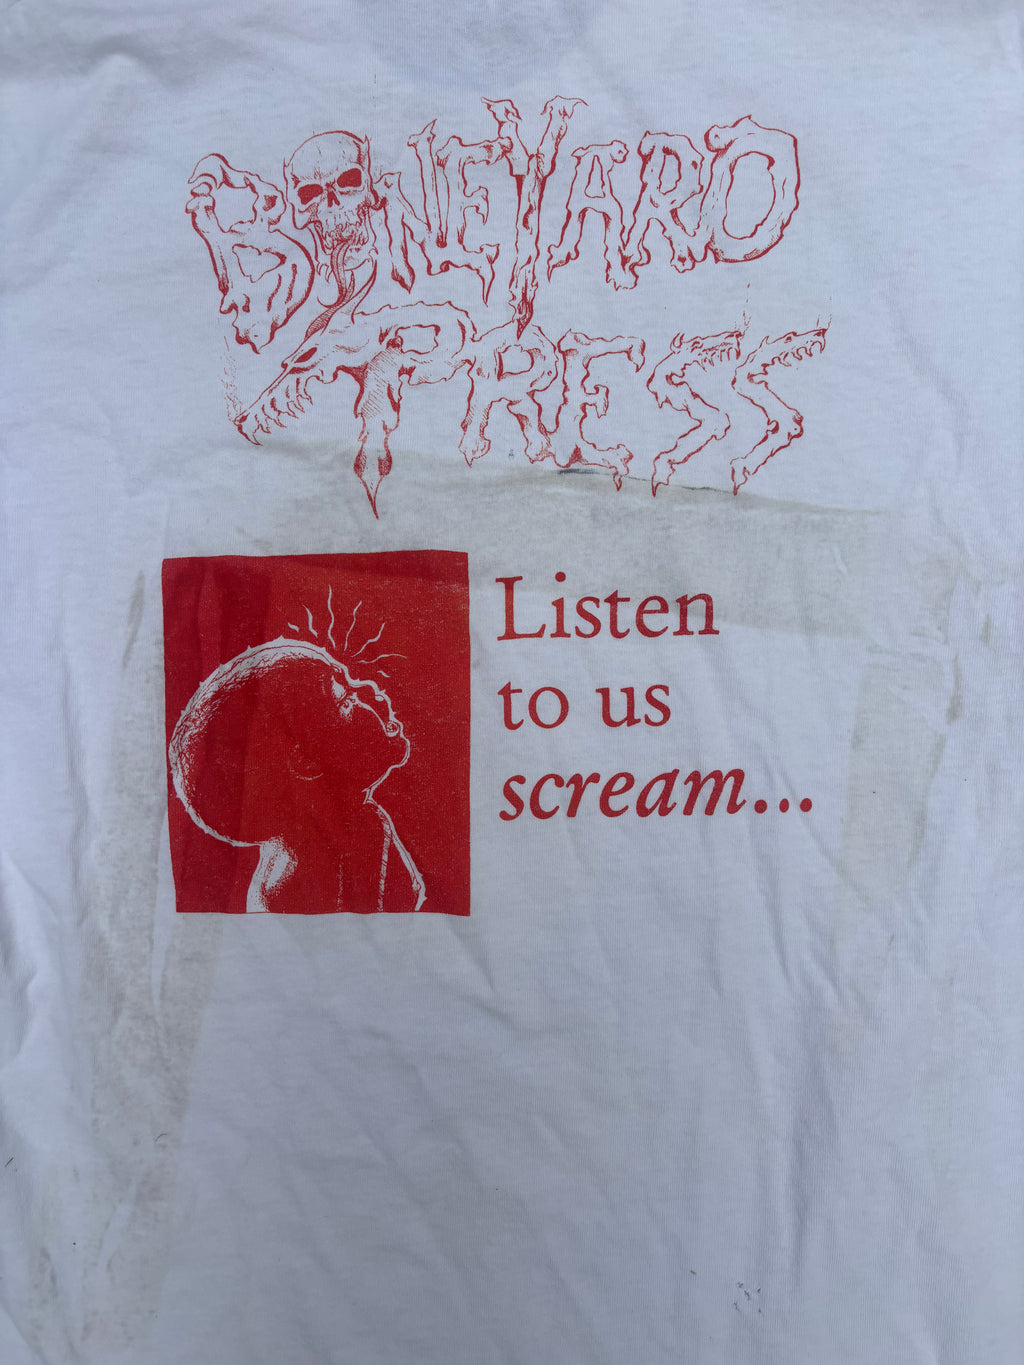 BONEYARD
PRESS
Listen
to us
scream...